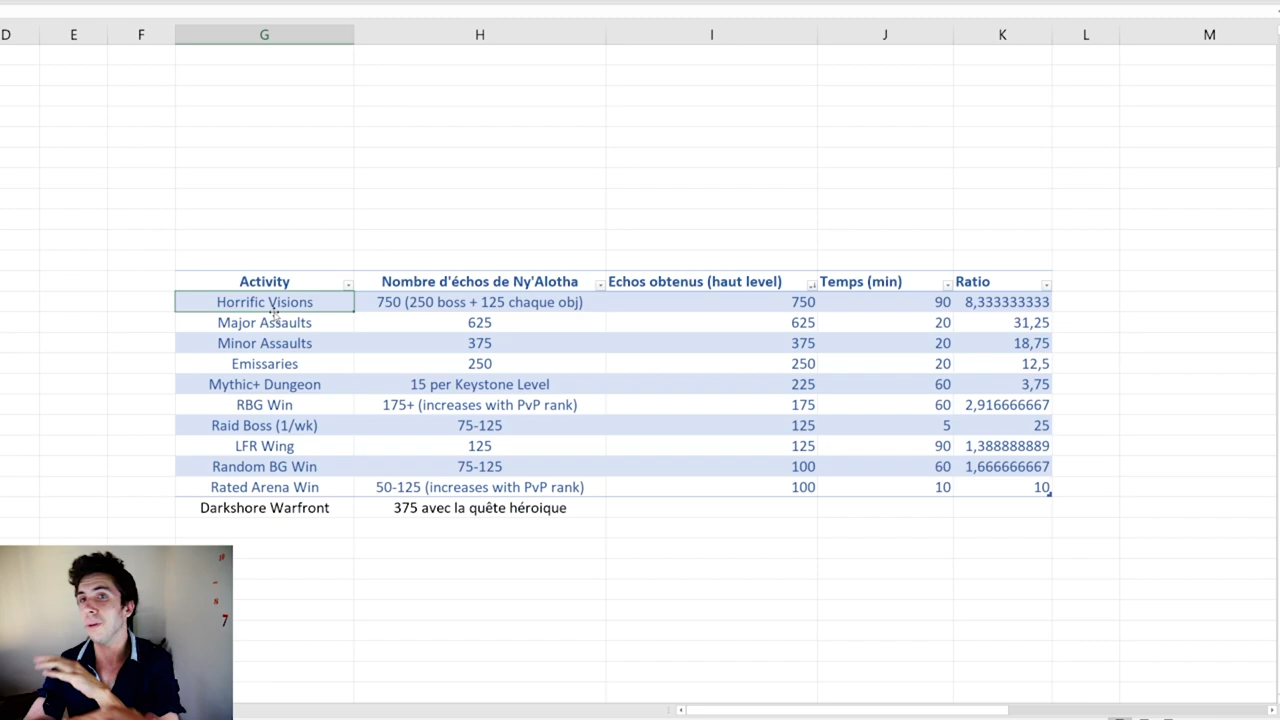 D E F G H I J K L M
Activity Nombre d'échos de Ny'Alotha Echos obtenus (haut level) Temps (min) Ratio
Horrific Visions 750 (250 boss + 125 chaque obj) 750 90 8,333333333
Major Assaults 625 625 20 31,25
Minor Assaults 375 375 20 18,75
Emissaries 250 250 20 12,5
Mythic+ Dungeon 15 per Keystone Level 225 60 3,75
RBG Win 175+ (increases with PvP rank) 175 60 2,916666667
Raid Boss (1/wk) 75-125 125 5 25
LFR Wing 125 125 90 1,388888889
Random BG Win 75-125 100 60 1,666666667
Rated Arena Win 50-125 (increases with PvP rank) 100 10 10
Darkshore Warfront 375 avec la quête héroique
7